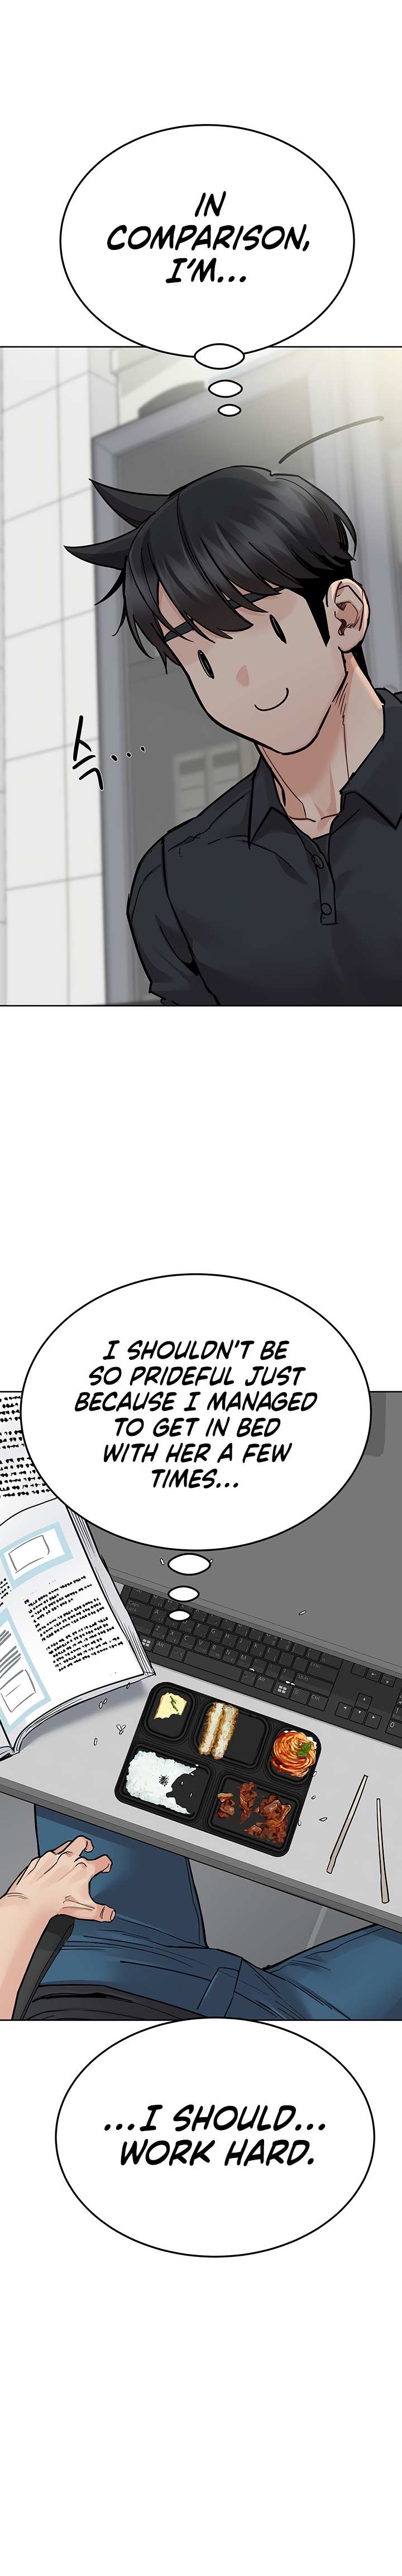 IN
COMPARISON,
I'M...
슥...
I SHOULDN'T BE
SO PRIDEFUL JUST
BECAUSE I MANAGED
TO GET IN BED
WITH HER A FEW
TIMES...
...I SHOULD...
WORK HARD.